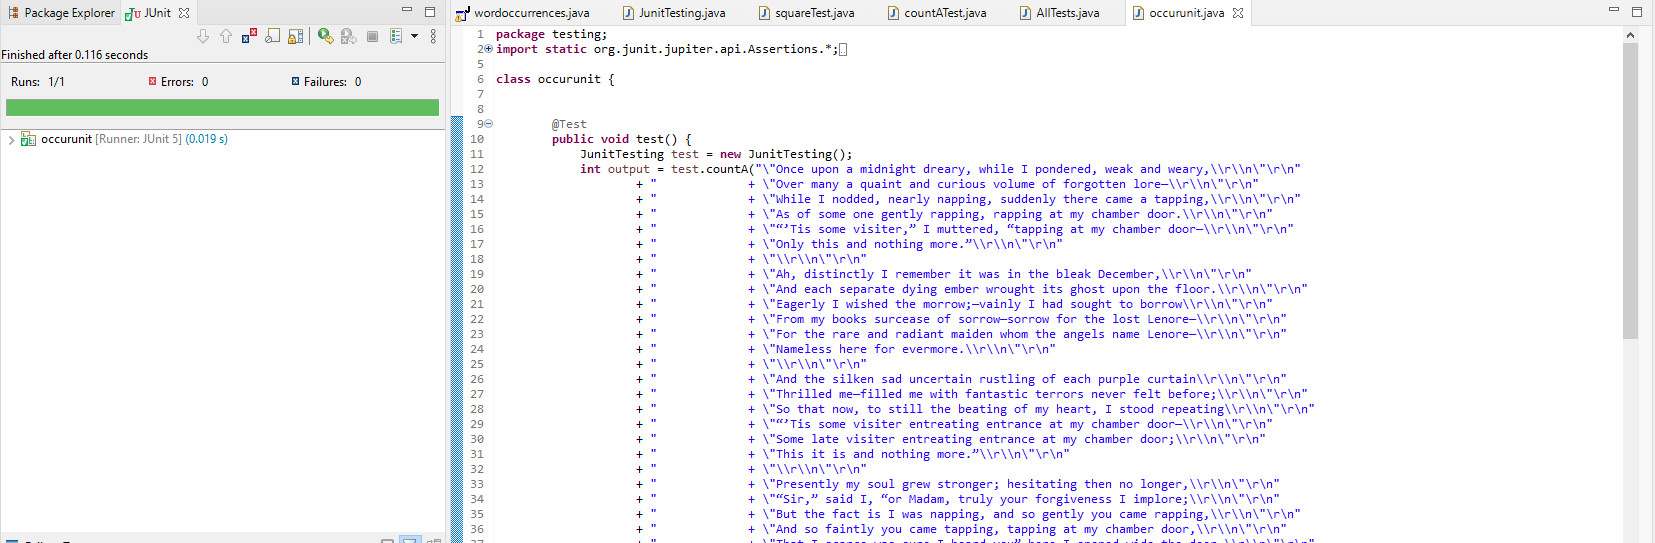 Package Explorer JUnit
Finished after 0.116 seconds
Runs: 1/1 Errors: 0 Failures: 0
occurunit [Runner: JUnit 5] (0.019 s)
wordoccurrences.java JunitTesting.java squareTest.java countATest.java AllTests.java occurunit.java
1 package testing;
2 import static org.junit.jupiter.api.Assertions.*;
5
6 class occurunit {
7
8
9 @Test
10 public void test() {
11 JunitTesting test = new JunitTesting();
12 int output = test.countA("\"Once upon a midnight dreary, while I pondered, weak and weary,\\r\\n\"\r\n"
13 + " + \"Over many a quaint and curious volume of forgotten lore—\\r\\n\"\r\n"
14 + " + \"While I nodded, nearly napping, suddenly there came a tapping,\\r\\n\"\r\n"
15 + " + \"As of some one gently rapping, rapping at my chamber door.\\r\\n\"\r\n"
16 + " + \"“’Tis some visiter,” I muttered, “tapping at my chamber door—\\r\\n\"\r\n"
17 + " + \"Only this and nothing more.”\\r\\n\"\r\n"
18 + " + \"\\r\\n\"\r\n"
19 + " + \"Ah, distinctly I remember it was in the bleak December,\\r\\n\"\r\n"
20 + " + \"And each separate dying ember wrought its ghost upon the floor.\\r\\n\"\r\n"
21 + " + \"Eagerly I wished the morrow;—vainly I had sought to borrow\\r\\n\"\r\n"
22 + " + \"From my books surcease of sorrow—sorrow for the lost Lenore—\\r\\n\"\r\n"
23 + " + \"For the rare and radiant maiden whom the angels name Lenore—\\r\\n\"\r\n"
24 + " + \"Nameless here for evermore.\\r\\n\"\r\n"
25 + " + \"\\r\\n\"\r\n"
26 + " + \"And the silken sad uncertain rustling of each purple curtain\\r\\n\"\r\n"
27 + " + \"Thrilled me—filled me with fantastic terrors never felt before;\\r\\n\"\r\n"
28 + " + \"So that now, to still the beating of my heart, I stood repeating\\r\\n\"\r\n"
29 + " + \"“’Tis some visiter entreating entrance at my chamber door—\\r\\n\"\r\n"
30 + " + \"Some late visiter entreating entrance at my chamber door;\\r\\n\"\r\n"
31 + " + \"This it is and nothing more.”\\r\\n\"\r\n"
32 + " + \"\\r\\n\"\r\n"
33 + " + \"Presently my soul grew stronger; hesitating then no longer,\\r\\n\"\r\n"
34 + " + \"“Sir,” said I, “or Madam, truly your forgiveness I implore;\\r\\n\"\r\n"
35 + " + \"But the fact is I was napping, and so gently you came rapping,\\r\\n\"\r\n"
36 + " + \"And so faintly you came tapping, tapping at my chamber door,\\r\\n\"\r\n"